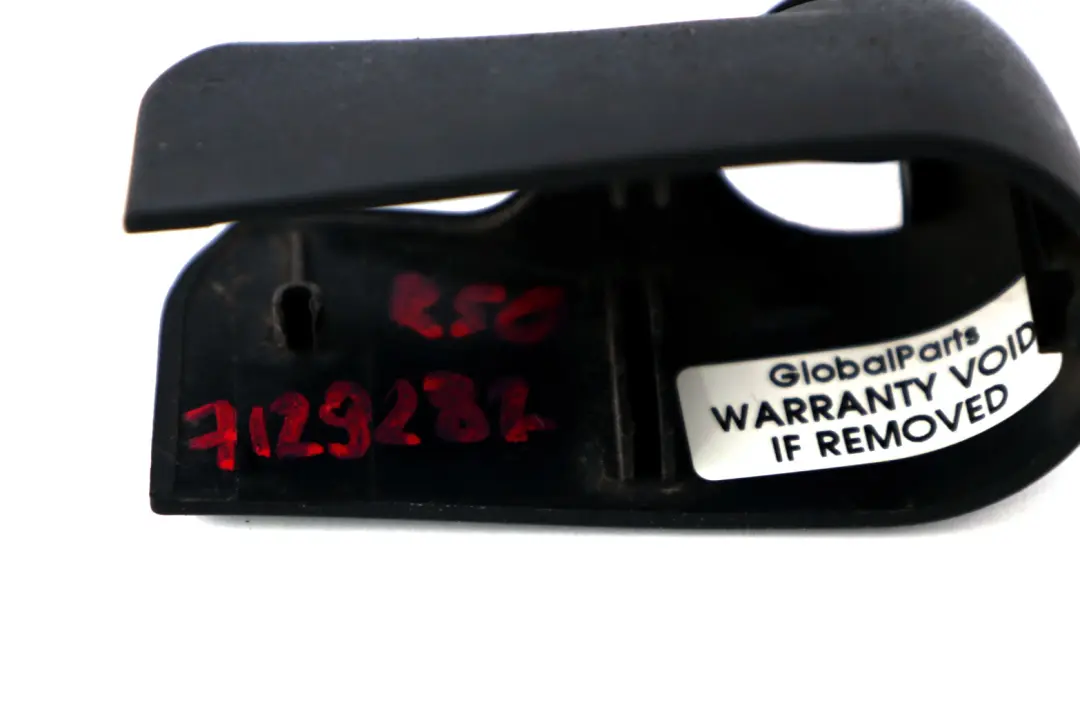 R50
7129282
GlobalParts
WARRANTY VOID
IF REMOVED